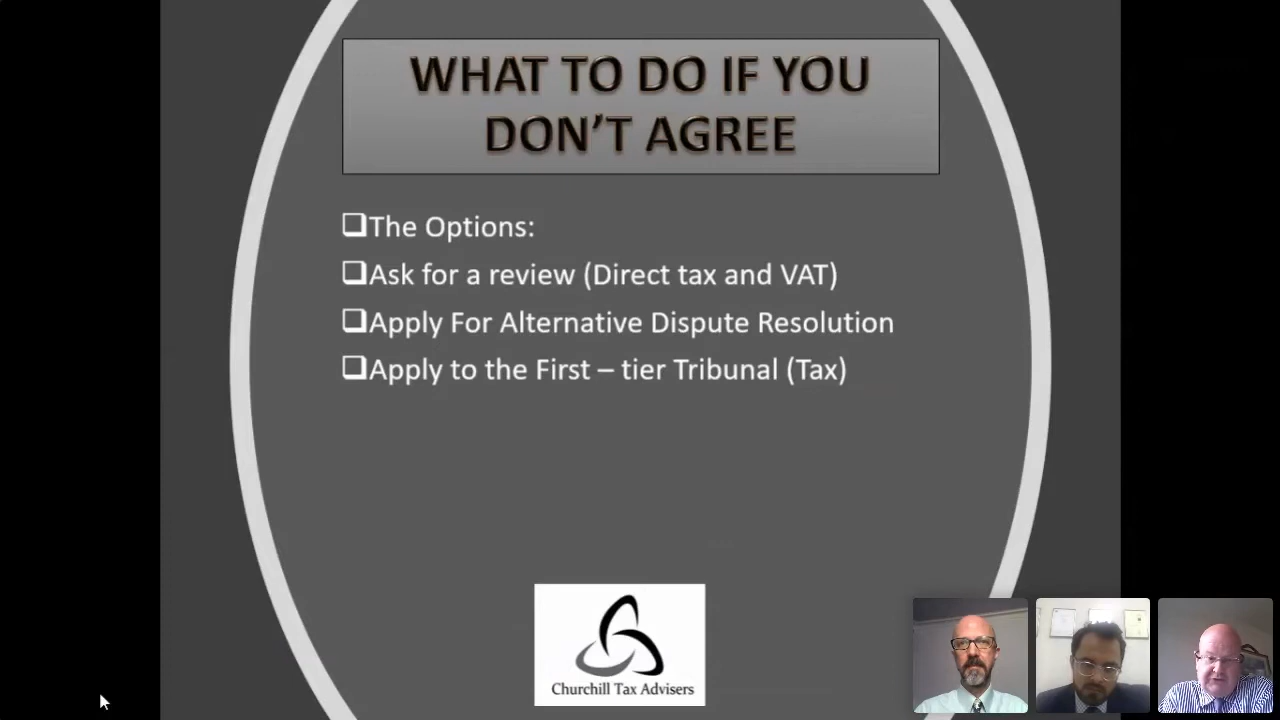 WHAT TO DO IF YOU
DON’T AGREE
❑The Options:
❑Ask for a review (Direct tax and VAT)
❑Apply For Alternative Dispute Resolution
❑Apply to the First – tier Tribunal (Tax)
Churchill Tax Advisers